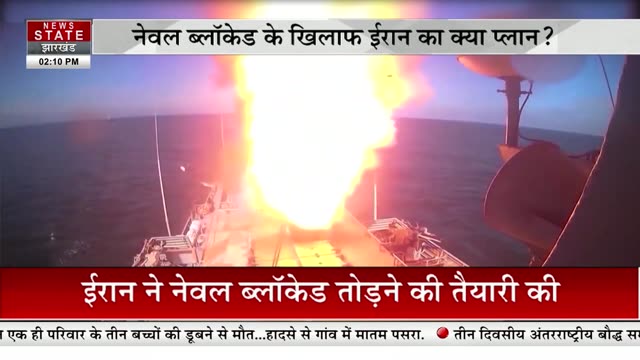 NEWS
STATE
झारखंड
02:10 PM
नेवल ब्लॉकेड के खिलाफ ईरान का क्या प्लान?
ईरान ने नेवल ब्लॉकेड तोड़ने की तैयारी की
एक ही परिवार के तीन बच्चों की डूबने से मौत...हादसे से गांव में मातम पसरा. तीन दिवसीय अंतरराष्ट्रीय बौद्ध